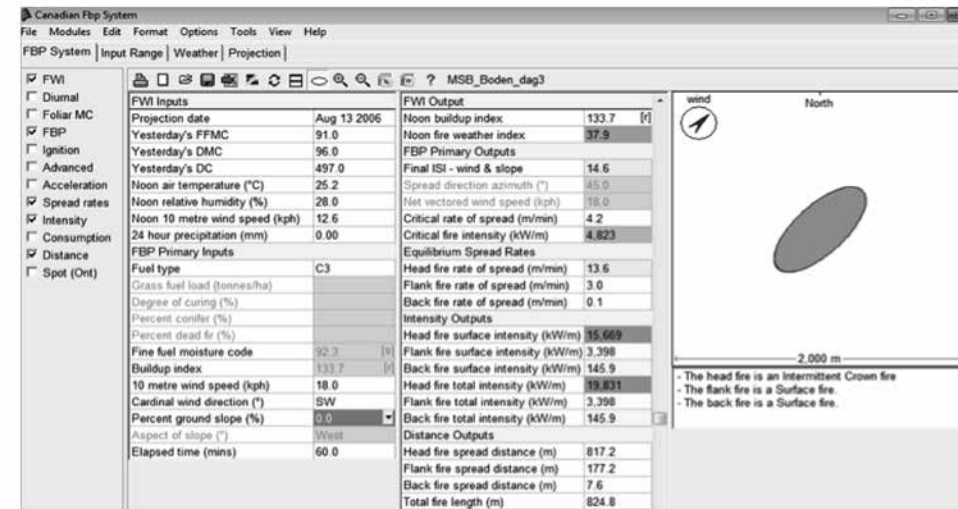 Canadian Fbp System
File Modules Edit Format Options Tools View Help
FBP System Input Range Weather Projection
FWI
Diurnal
Foliar MC
FBP
Ignition
Advanced
Acceleration
Spread rates
Intensity
Consumption
Distance
Spot (Ont)
? MSB_Boden_dag3
FWI Inputs
Projection date Aug 13 2006
Yesterday's FFMC 91.0
Yesterday's DMC 96.0
Yesterday's DC 497.0
Noon air temperature (°C) 25.2
Noon relative humidity (%) 28.0
Noon 10 metre wind speed (kph) 12.6
24 hour precipitation (mm) 0.00
FBP Primary Inputs
Fuel type C3
Grass fuel load (tonnes/ha)
Degree of curing (%)
Percent conifer (%)
Percent dead fir (%)
Fine fuel moisture code 92.3
Buildup index 133.7
10 metre wind speed (kph) 18.0
Cardinal wind direction (°) SW
Percent ground slope (%) 0.0
Aspect of slope (°) West
Elapsed time (mins) 60.0
FWI Output
Noon buildup index 133.7 [r]
Noon fire weather index 37.9
FBP Primary Outputs
Final ISI - wind & slope 14.6
Spread direction azimuth (°) 45.0
Net vectored wind speed (kph) 18.0
Critical rate of spread (m/min) 4.2
Critical fire intensity (kW/m) 4,823
Equilibrium Spread Rates
Head fire rate of spread (m/min) 13.6
Flank fire rate of spread (m/min) 3.0
Back fire rate of spread (m/min) 0.1
Intensity Outputs
Head fire surface intensity (kW/m) 15,669
Flank fire surface intensity (kW/m) 3,398
Back fire surface intensity (kW/m) 145.9
Head fire total intensity (kW/m) 19,831
Flank fire total intensity (kW/m) 3,398
Back fire total intensity (kW/m) 145.9
Distance Outputs
Head fire spread distance (m) 817.2
Flank fire spread distance (m) 177.2
Back fire spread distance (m) 7.6
Total fire length (m) 824.8
wind
North
2,000 m
- The head fire is an Intermittent Crown fire
- The flank fire is a Surface fire.
- The back fire is a Surface fire.